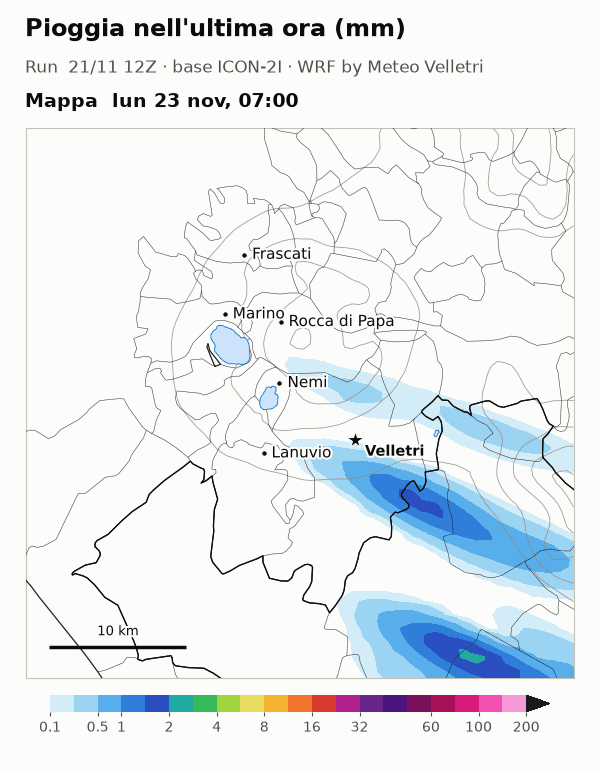 Pioggia nell'ultima ora (mm)
Run  21/11 12Z · base ICON-2I · WRF by Meteo Velletri
Mappa  lun 23 nov, 07:00
Frascati
Marino
Rocca di Papa
Nemi
Velletri
Lanuvio
10 km
0.1 0.5 1 2 4 8 16 32 60 100 200